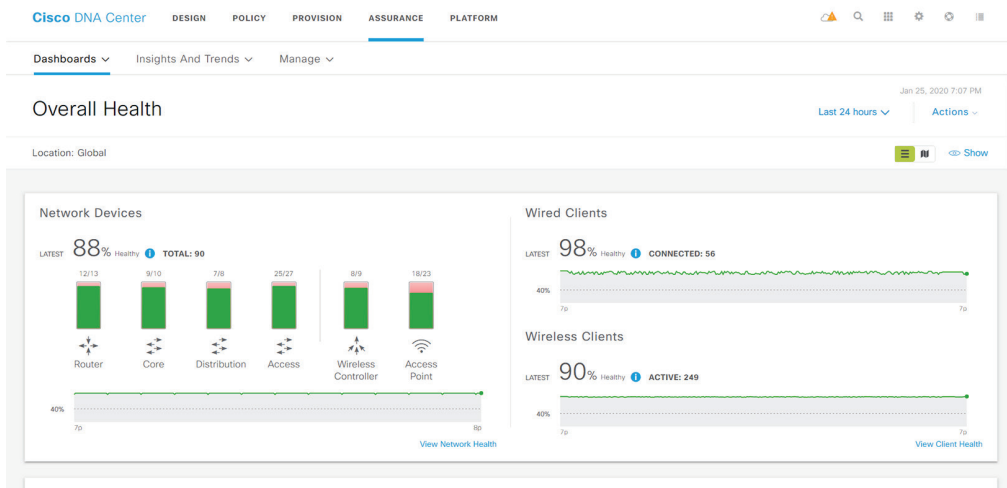 Cisco DNA Center DESIGN POLICY PROVISION ASSURANCE PLATFORM
Dashboards Insights And Trends Manage
Jan 25, 2020 7:07 PM
Overall Health
Last 24 hours Actions
Location: Global
Show
Network Devices
LATEST 88% Healthy i TOTAL: 90
12/13 9/10 7/8 25/27 8/9 18/23
Router Core Distribution Access Wireless Controller Access Point
40%
7p 8p
View Network Health
Wired Clients
LATEST 98% Healthy i CONNECTED: 56
40%
7p 7p
Wireless Clients
LATEST 90% Healthy i ACTIVE: 249
40%
7p 7p
View Client Health